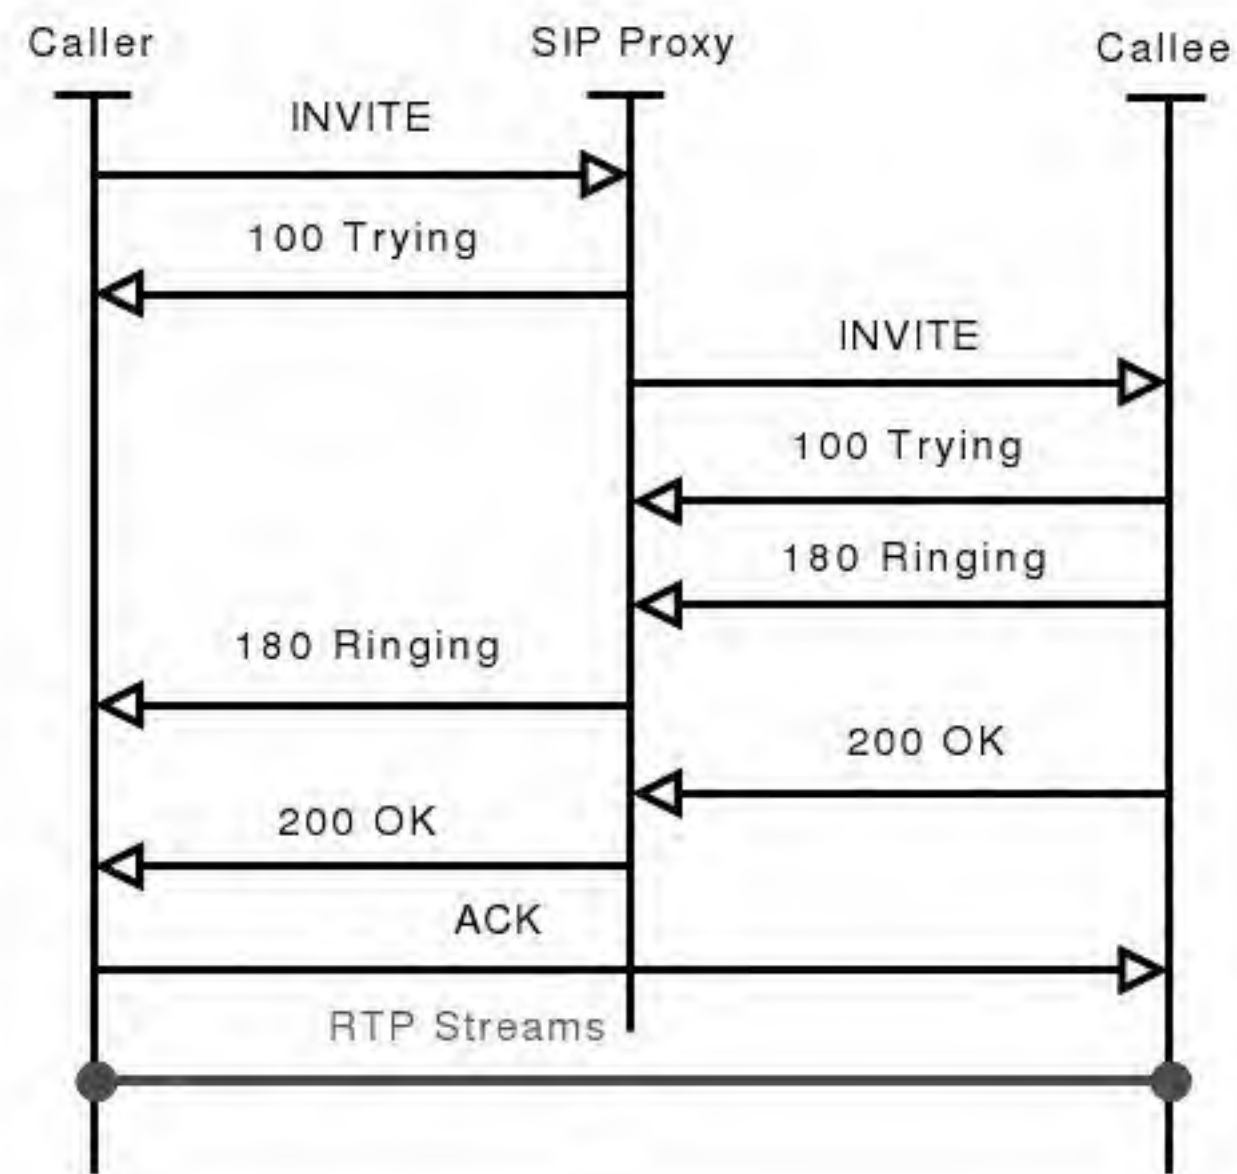 Caller
SIP Proxy
Callee
INVITE
100 Trying
INVITE
100 Trying
180 Ringing
180 Ringing
200 OK
200 OK
ACK
RTP Streams